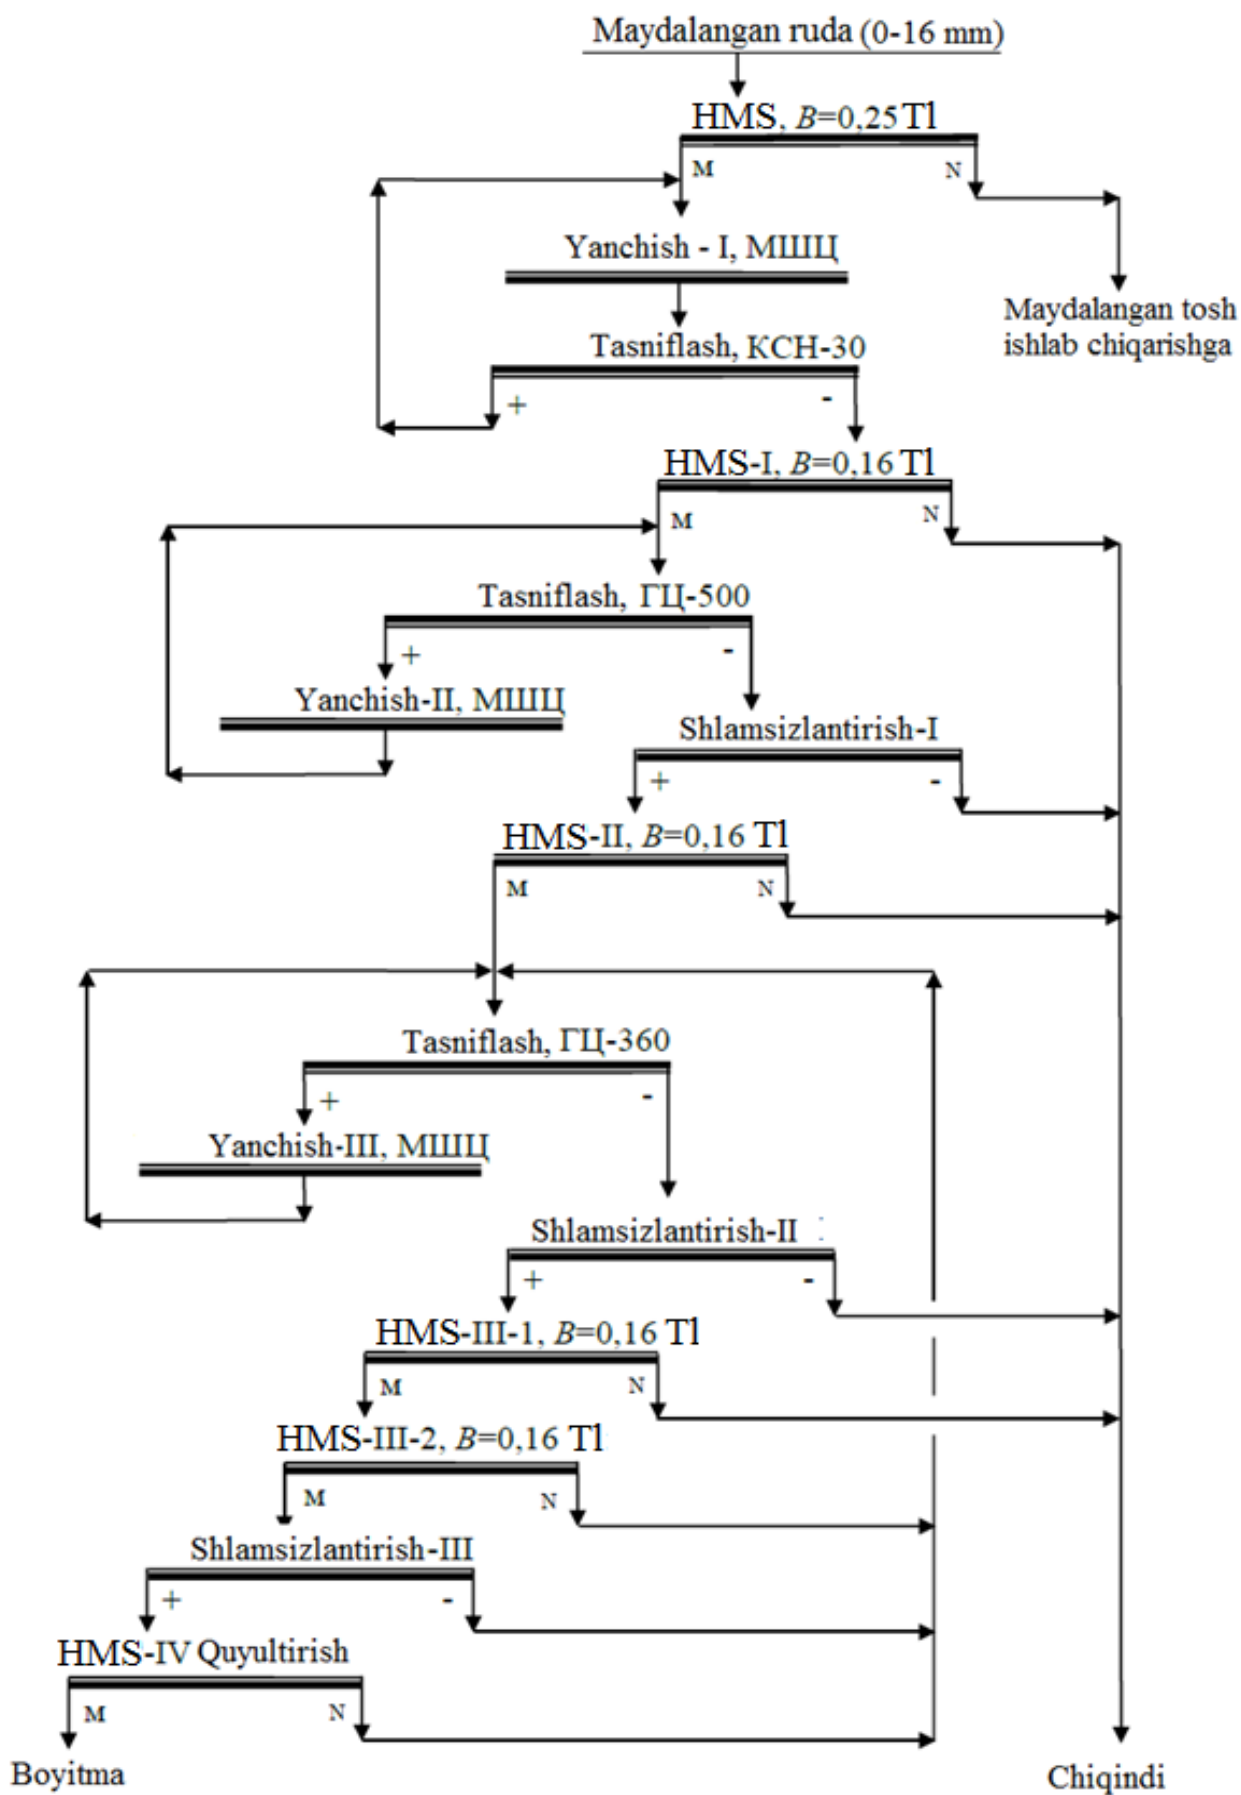 Maydalangan ruda (0-16 mm)
HMS, B=0,25 Tl
M
N
Yanchish - I, МШЦ
Maydalangan tosh
ishlab chiqarishga
Tasniflash, КСН-30
+
-
HMS-I, B=0,16 Tl
M
N
Tasniflash, ГЦ-500
+
-
Yanchish-II, МШЦ
Shlamsizlantirish-I
+
-
HMS-II, B=0,16 Tl
M
N
Tasniflash, ГЦ-360
+
-
Yanchish-III, МШЦ
Shlamsizlantirish-II
+
-
HMS-III-1, B=0,16 Tl
M
N
HMS-III-2, B=0,16 Tl
M
N
Shlamsizlantirish-III
+
-
HMS-IV Quyultirish
M
N
Boyitma
Chiqindi